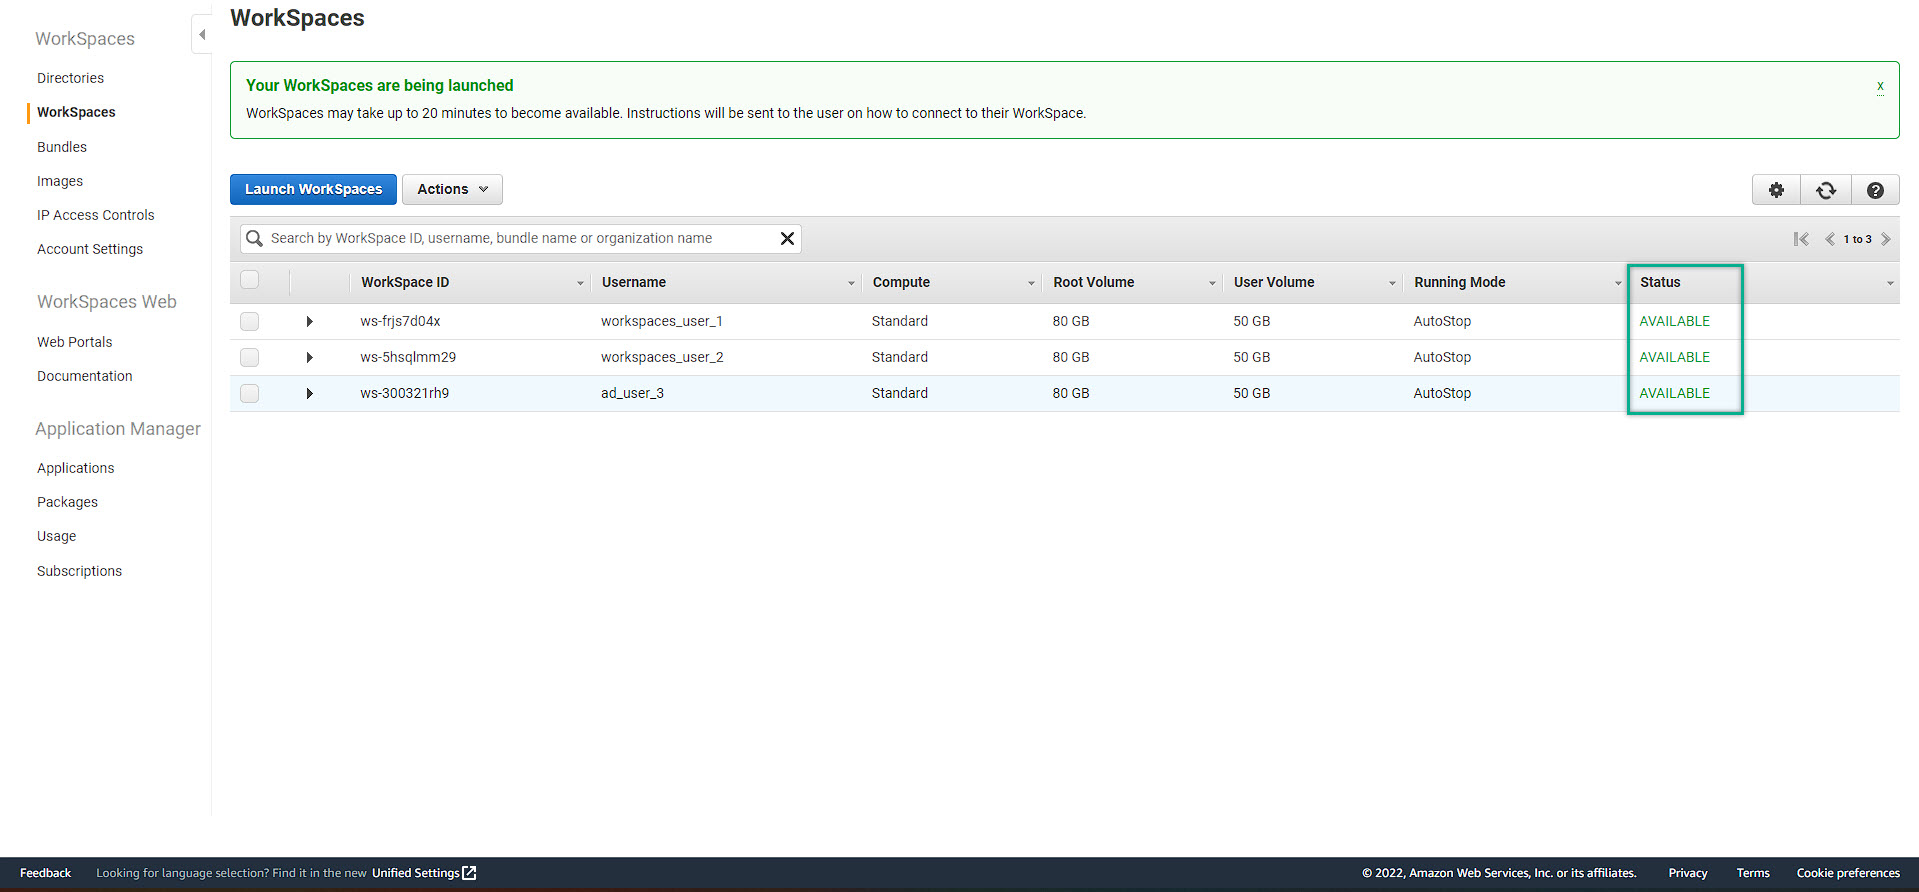 WorkSpaces
Directories
WorkSpaces
Bundles
Images
IP Access Controls
Account Settings
WorkSpaces Web
Web Portals
Documentation
Application Manager
Applications
Packages
Usage
Subscriptions
WorkSpaces
Your WorkSpaces are being launched
x
WorkSpaces may take up to 20 minutes to become available. Instructions will be sent to the user on how to connect to their WorkSpace.
Launch WorkSpaces Actions
Search by WorkSpace ID, username, bundle name or organization name
1 to 3
WorkSpace ID Username Compute Root Volume User Volume Running Mode Status
ws-frjs7d04x workspaces_user_1 Standard 80 GB 50 GB AutoStop AVAILABLE
ws-5hsqlmm29 workspaces_user_2 Standard 80 GB 50 GB AutoStop AVAILABLE
ws-300321rh9 ad_user_3 Standard 80 GB 50 GB AutoStop AVAILABLE
Feedback Looking for language selection? Find it in the new Unified Settings © 2022, Amazon Web Services, Inc. or its affiliates. Privacy Terms Cookie preferences